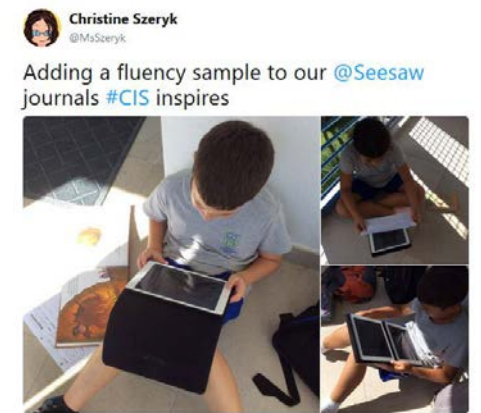 Christine Szeryk
@MsSzeryk
Adding a fluency sample to our @Seesaw
journals #CIS inspires